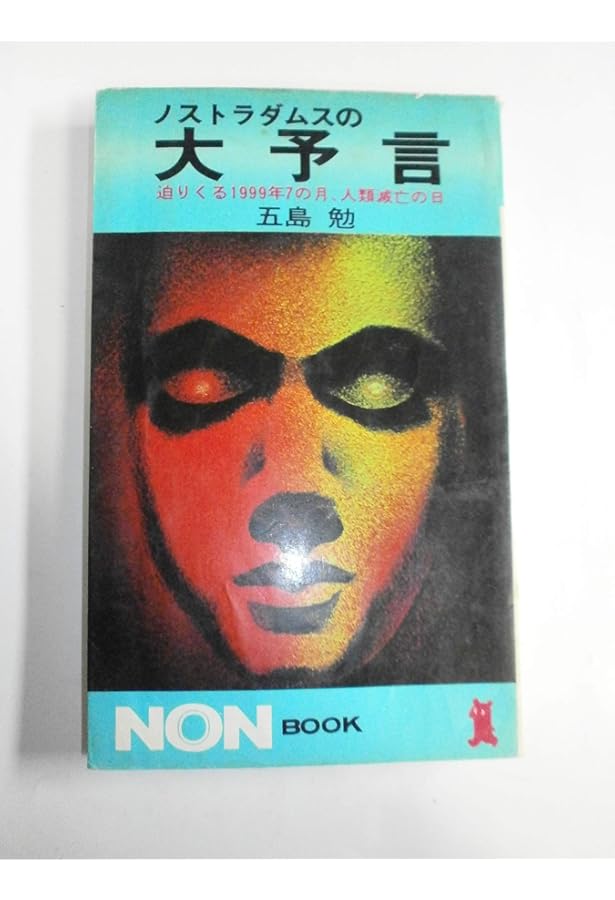 ノストラダムスの
大予言
迫りくる1999年7の月、人類滅亡の日
五島 勉
NON BOOK